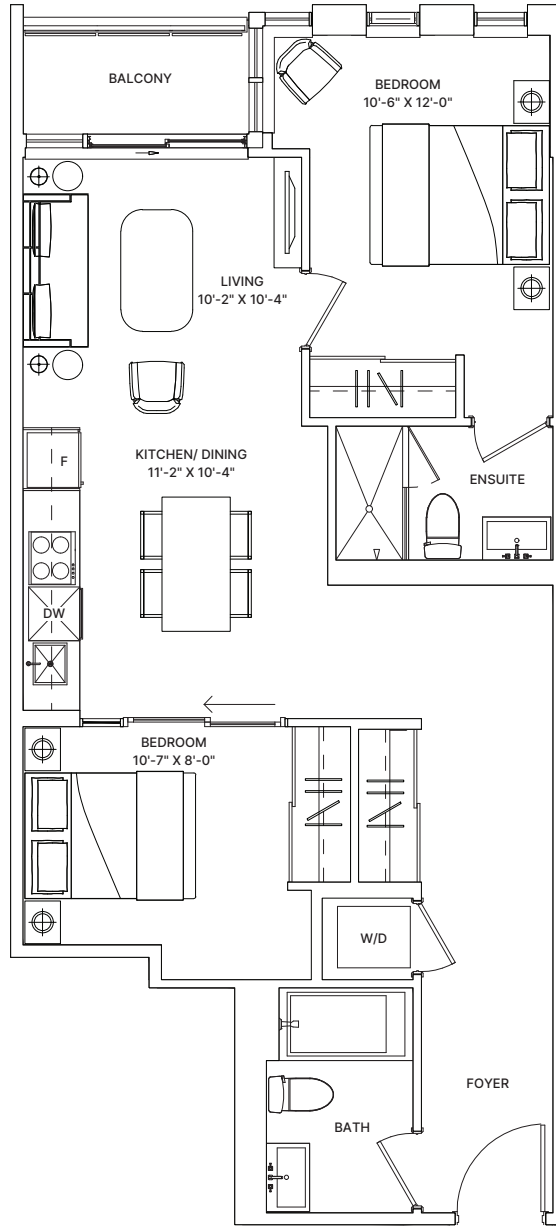 BALCONY
BEDROOM
10'-6" X 12'-0"
LIVING
10'-2" X 10'-4"
KITCHEN/ DINING
11'-2" X 10'-4"
F
ENSUITE
DW
BEDROOM
10'-7" X 8'-0"
W/D
FOYER
BATH